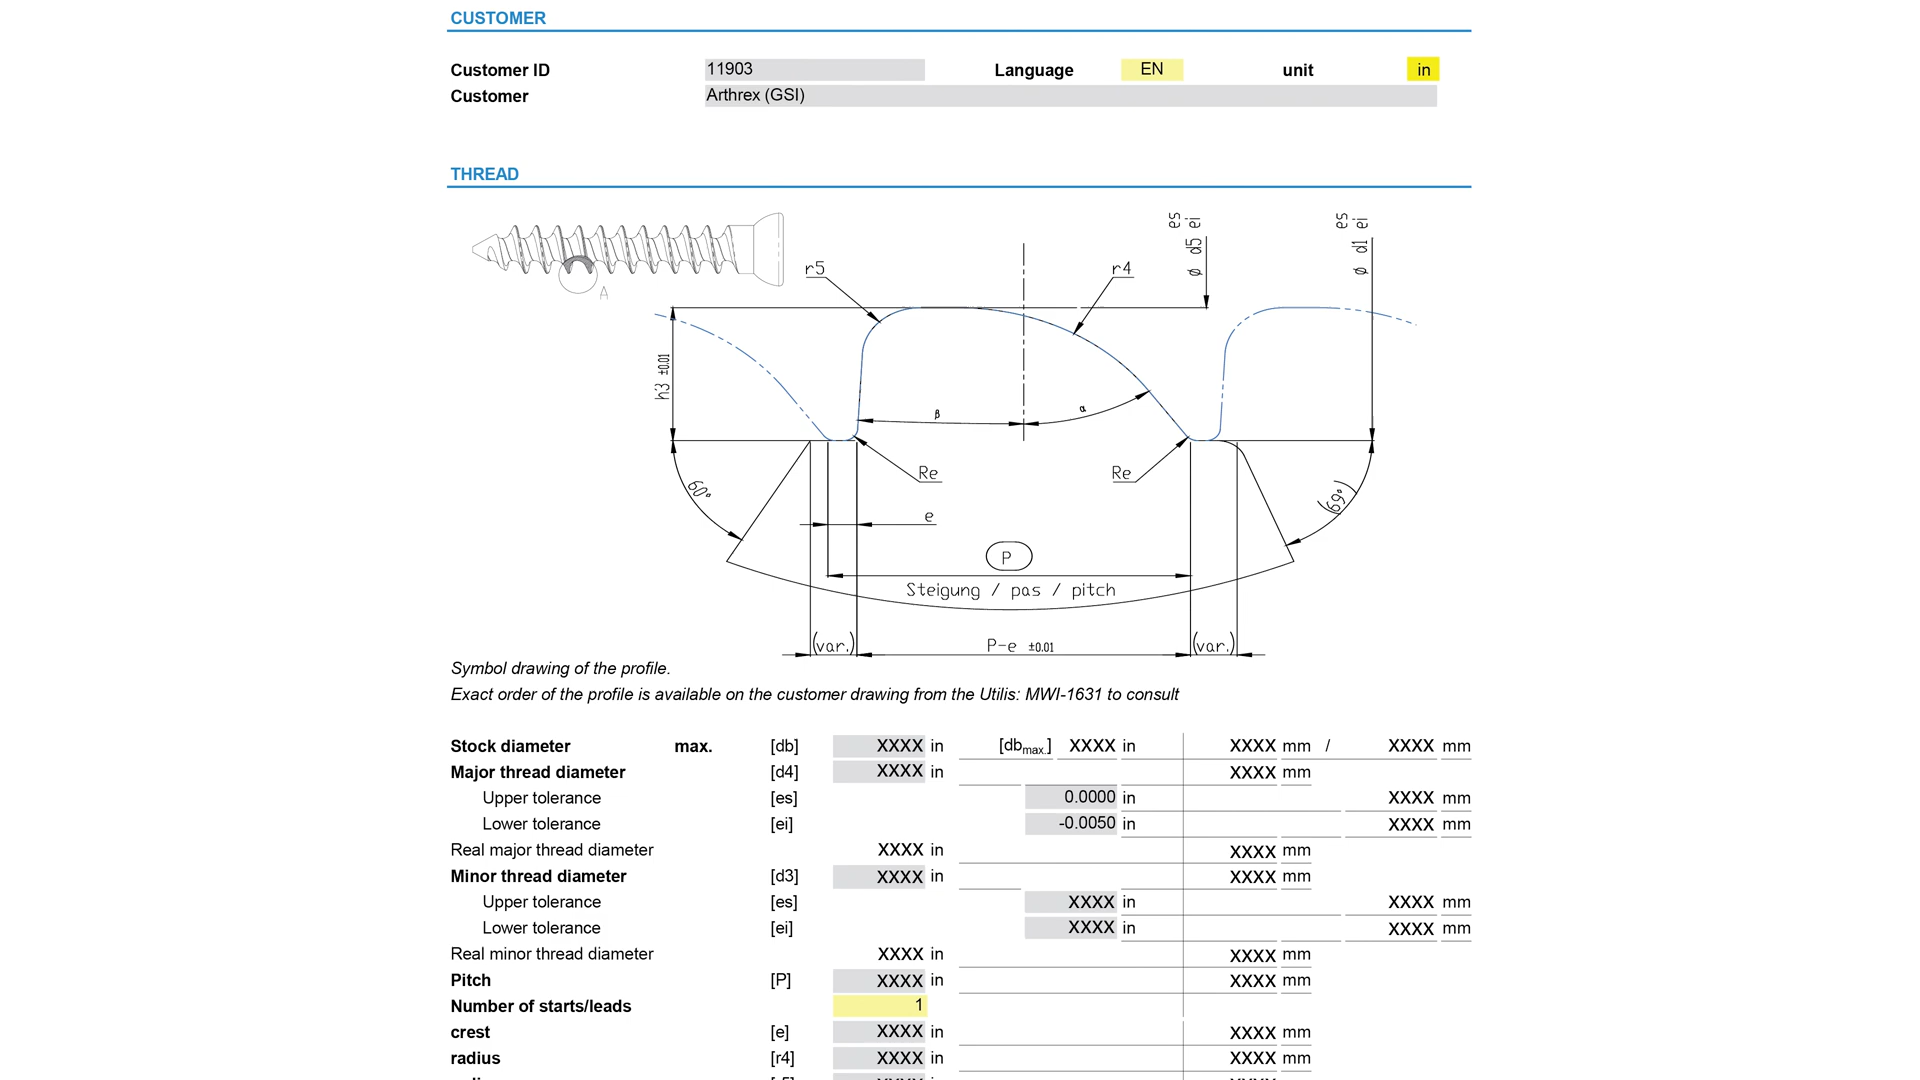 CUSTOMER
Customer ID 11903 Language EN unit in
Customer Arthrex (GSI)
THREAD
es
ei
ø d5
es
ei
ø d1
r5
r4
A
h3 ±0.01
β
α
Re
Re
60°
(69°)
e
P
Steigung / pas / pitch
(var.) P-e ±0.01 (var.)
Symbol drawing of the profile.
Exact order of the profile is available on the customer drawing from the Utilis: MWI-1631 to consult
Stock diameter max. [db] XXXX in [dbmax.] XXXX in XXXX mm / XXXX mm
Major thread diameter [d4] XXXX in XXXX mm
Upper tolerance [es] 0.0000 in XXXX mm
Lower tolerance [ei] -0.0050 in XXXX mm
Real major thread diameter XXXX in XXXX mm
Minor thread diameter [d3] XXXX in XXXX mm
Upper tolerance [es] XXXX in XXXX mm
Lower tolerance [ei] XXXX in XXXX mm
Real minor thread diameter XXXX in XXXX mm
Pitch [P] XXXX in XXXX mm
Number of starts/leads 1
crest [e] XXXX in XXXX mm
radius [r4] XXXX in XXXX mm